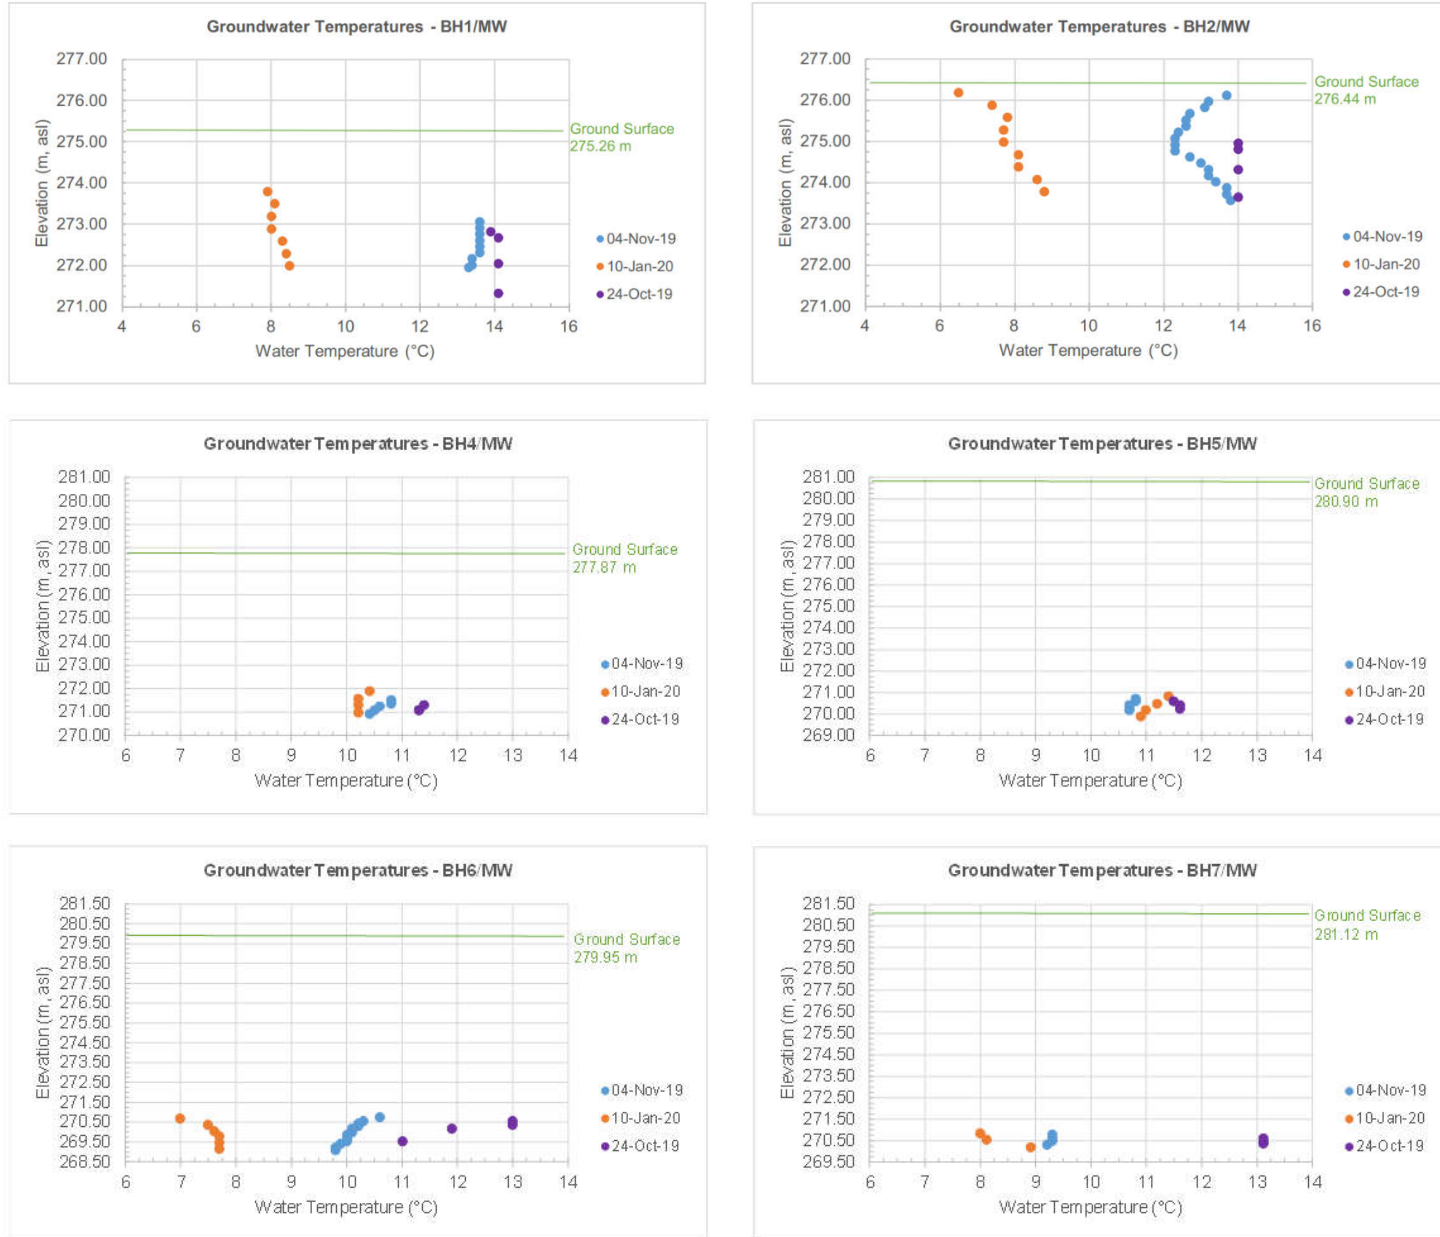 Groundwater Temperatures - BH1/MW
277.00
276.00
275.00
274.00
273.00
272.00
271.00
Elevation (m, asl)
4 6 8 10 12 14 16
Water Temperature (°C)
Ground Surface
275.26 m
04-Nov-19
10-Jan-20
24-Oct-19
Groundwater Temperatures - BH2/MW
277.00
276.00
275.00
274.00
273.00
272.00
271.00
Elevation (m, asl)
4 6 8 10 12 14 16
Water Temperature (°C)
Ground Surface
276.44 m
04-Nov-19
10-Jan-20
24-Oct-19
Groundwater Temperatures - BH4/MW
281.00
280.00
279.00
278.00
277.00
276.00
275.00
274.00
273.00
272.00
271.00
270.00
Elevation (m, asl)
6 7 8 9 10 11 12 13 14
Water Temperature (°C)
Ground Surface
277.87 m
04-Nov-19
10-Jan-20
24-Oct-19
Groundwater Temperatures - BH5/MW
281.00
280.00
279.00
278.00
277.00
276.00
275.00
274.00
273.00
272.00
271.00
270.00
269.00
Elevation (m, asl)
6 7 8 9 10 11 12 13 14
Water Temperature (°C)
Ground Surface
280.90 m
04-Nov-19
10-Jan-20
24-Oct-19
Groundwater Temperatures - BH6/MW
281.50
280.50
279.50
278.50
277.50
276.50
275.50
274.50
273.50
272.50
271.50
270.50
269.50
268.50
Elevation (m, asl)
6 7 8 9 10 11 12 13 14
Water Temperature (°C)
Ground Surface
279.95 m
04-Nov-19
10-Jan-20
24-Oct-19
Groundwater Temperatures - BH7/MW
281.50
280.50
279.50
278.50
277.50
276.50
275.50
274.50
273.50
272.50
271.50
270.50
269.50
Elevation (m, asl)
6 7 8 9 10 11 12 13 14
Water Temperature (°C)
Ground Surface
281.12 m
04-Nov-19
10-Jan-20
24-Oct-19